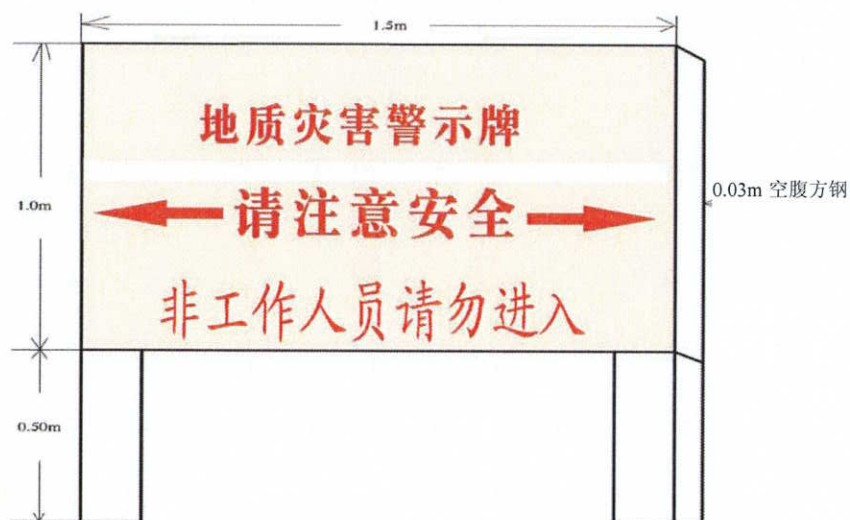 1.5m
地质灾害警示牌
1.0m
0.03m 空腹方钢
请注意安全
非工作人员请勿进入
0.50m